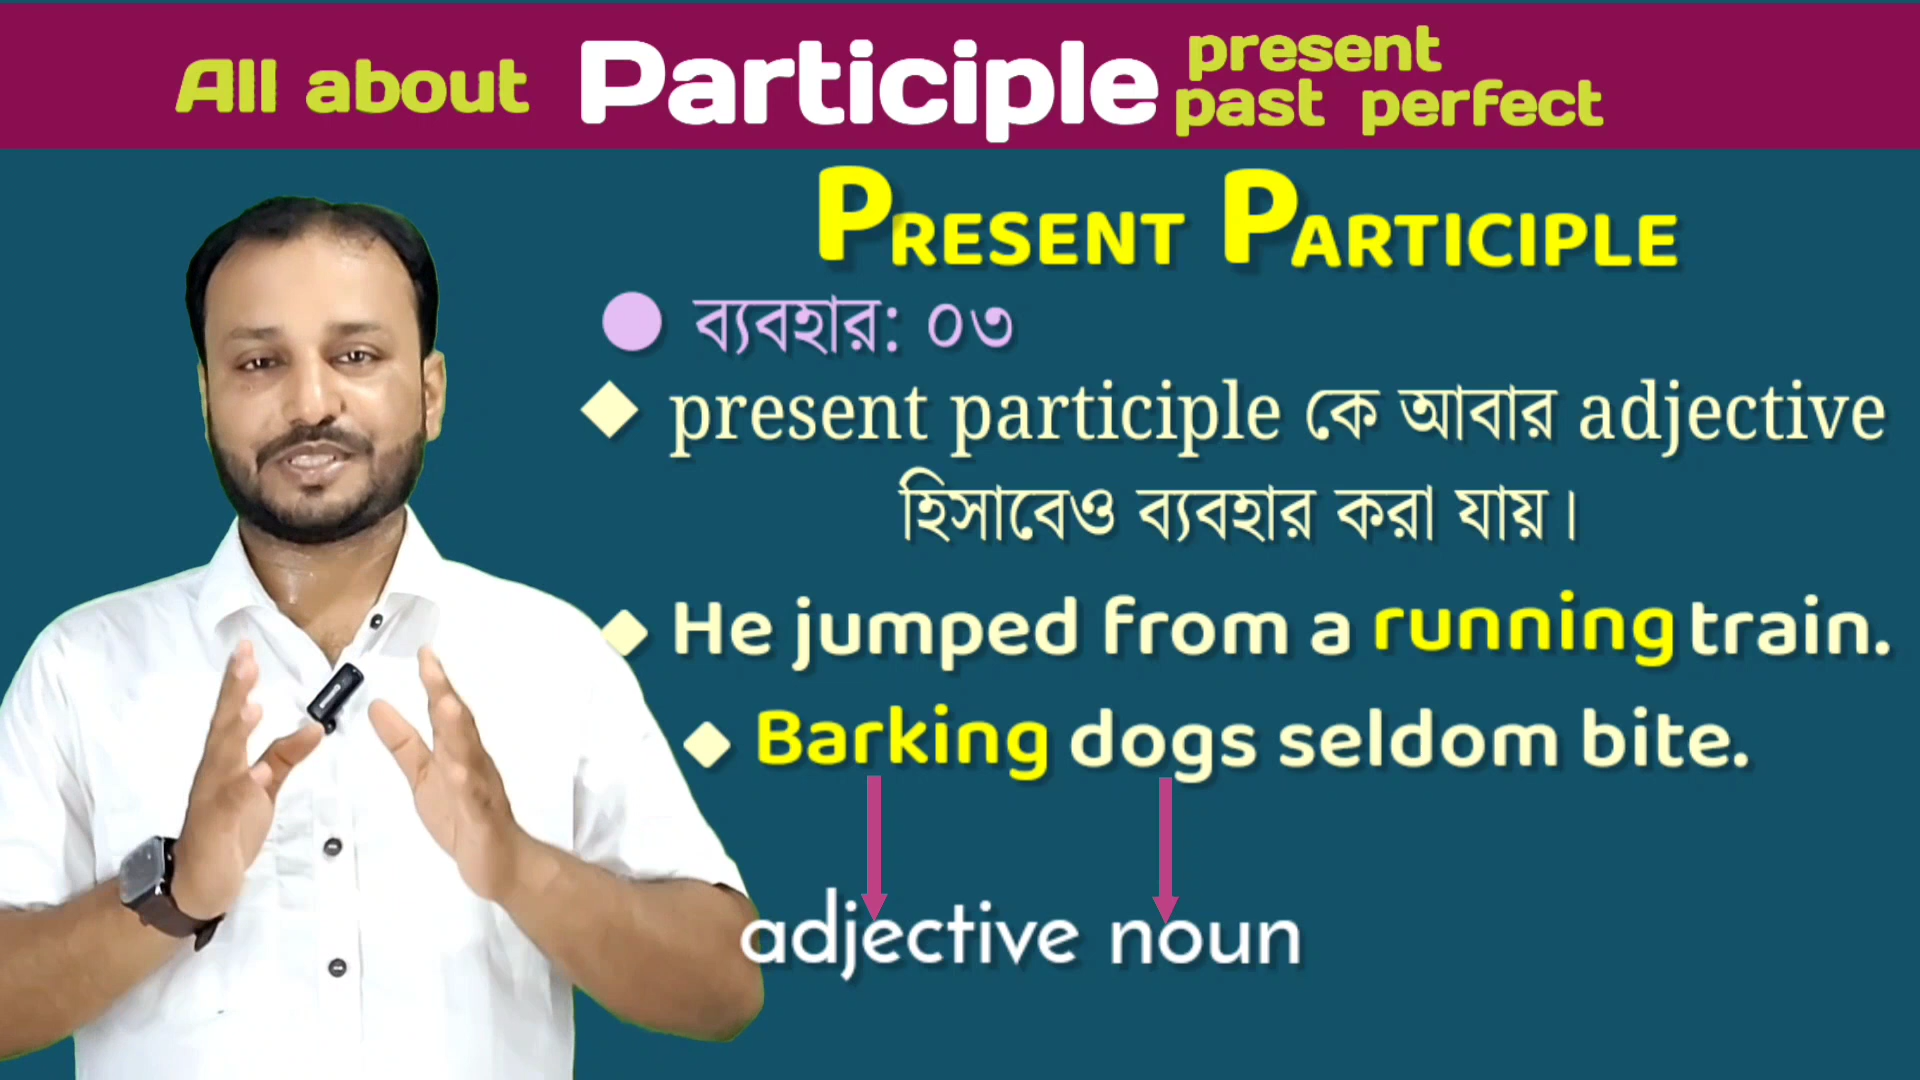 All about Participle present
past perfect
PRESENT PARTICIPLE
ব্যবহার: ০৩
present participle কে আবার adjective
হিসাবেও ব্যবহার করা যায়।
He jumped from a running train.
Barking dogs seldom bite.
adjective noun